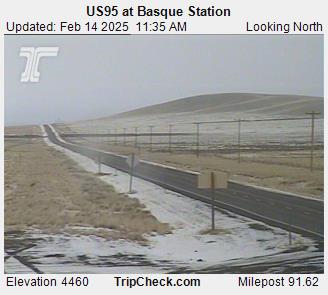 US95 at Basque Station
Updated: Feb 14 2025 11:35 AM Looking North
Elevation 4460 TripCheck.com Milepost 91.62